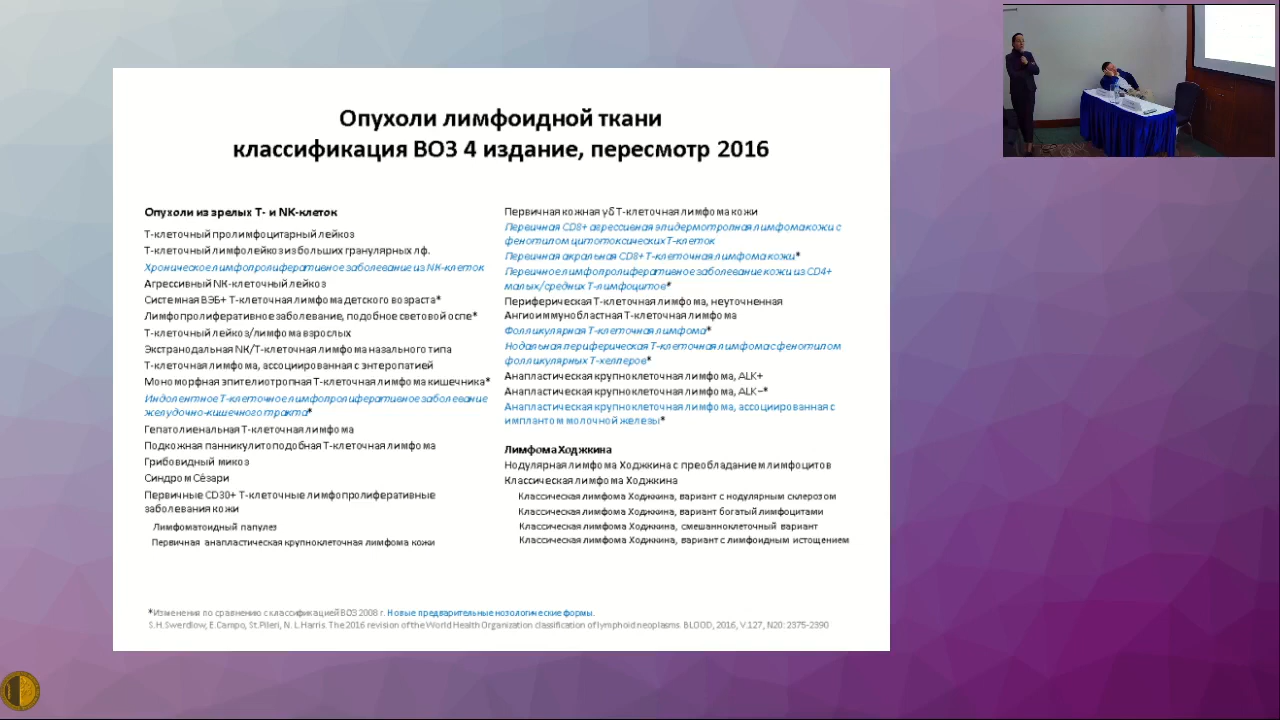 Опухоли лимфоидной ткани
классификация ВОЗ 4 издание, пересмотр 2016
Опухоли из зрелых Т- и NK-клеток
Т-клеточный пролимфоцитарный лейкоз
Т-клеточный лимфолейкоз из больших гранулярных лф.
Хроническое лимфопролиферативное заболевание из NK-клеток
Агрессивный NK-клеточный лейкоз
Системная ВЭБ+ Т-клеточная лимфома детского возраста*
Лимфопролиферативное заболевание, подобное световой оспе*
Т-клеточный лейкоз/лимфома взрослых
Экстранодальная NK/Т-клеточная лимфома назального типа
Т-клеточная лимфома, ассоциированная с энтеропатией
Мономорфная эпителиотропная Т-клеточная лимфома кишечника*
Индолентное Т-клеточное лимфопролиферативное заболевание
желудочно-кишечного тракта*
Гепатолиенальная Т-клеточная лимфома
Подкожная панникулитоподобная Т-клеточная лимфома
Грибовидный микоз
Синдром Сёзари
Первичные CD30+ Т-клеточные лимфопролиферативные
заболевания кожи
Лимфоматоидный папулез
Первичная анапластическая крупноклеточная лимфома кожи
Первичная кожная γδ Т-клеточная лимфома кожи
Первичная CD8+ агрессивная эпидермотропная лимфома кожи с
фенотипом цитотоксических Т-клеток
Первичная акральная CD8+ Т-клеточная лимфома кожи*
Первичное лимфопролиферативное заболевание кожи из CD4+
малых/средних Т-лимфоцитов*
Периферическая Т-клеточная лимфома, неуточненная
Ангиоиммунобластная Т-клеточная лимфома
Фолликулярная Т-клеточная лимфома*
Нодальная периферическая Т-клеточная лимфома с фенотипом
фолликулярных Т-хелперов*
Анапластическая крупноклеточная лимфома, ALK+
Анапластическая крупноклеточная лимфома, ALK−*
Анапластическая крупноклеточная лимфома, ассоциированная с
имплантом молочной железы*
Лимфома Ходжкина
Нодулярная лимфома Ходжкина с преобладанием лимфоцитов
Классическая лимфома Ходжкина
Классическая лимфома Ходжкина, вариант с нодулярным склерозом
Классическая лимфома Ходжкина, вариант богатый лимфоцитами
Классическая лимфома Ходжкина, смешанноклеточный вариант
Классическая лимфома Ходжкина, вариант с лимфоидным истощением
*Изменения по сравнению с классификацией ВОЗ 2008 г. Новые предварительные нозологические формы.
S.H.Swerdlow, E.Campo, St.Pileri, N.L.Harris. The 2016 revision of the World Health Organization classification of lymphoid neoplasms. BLOOD, 2016, V.127, N20: 2375-2390